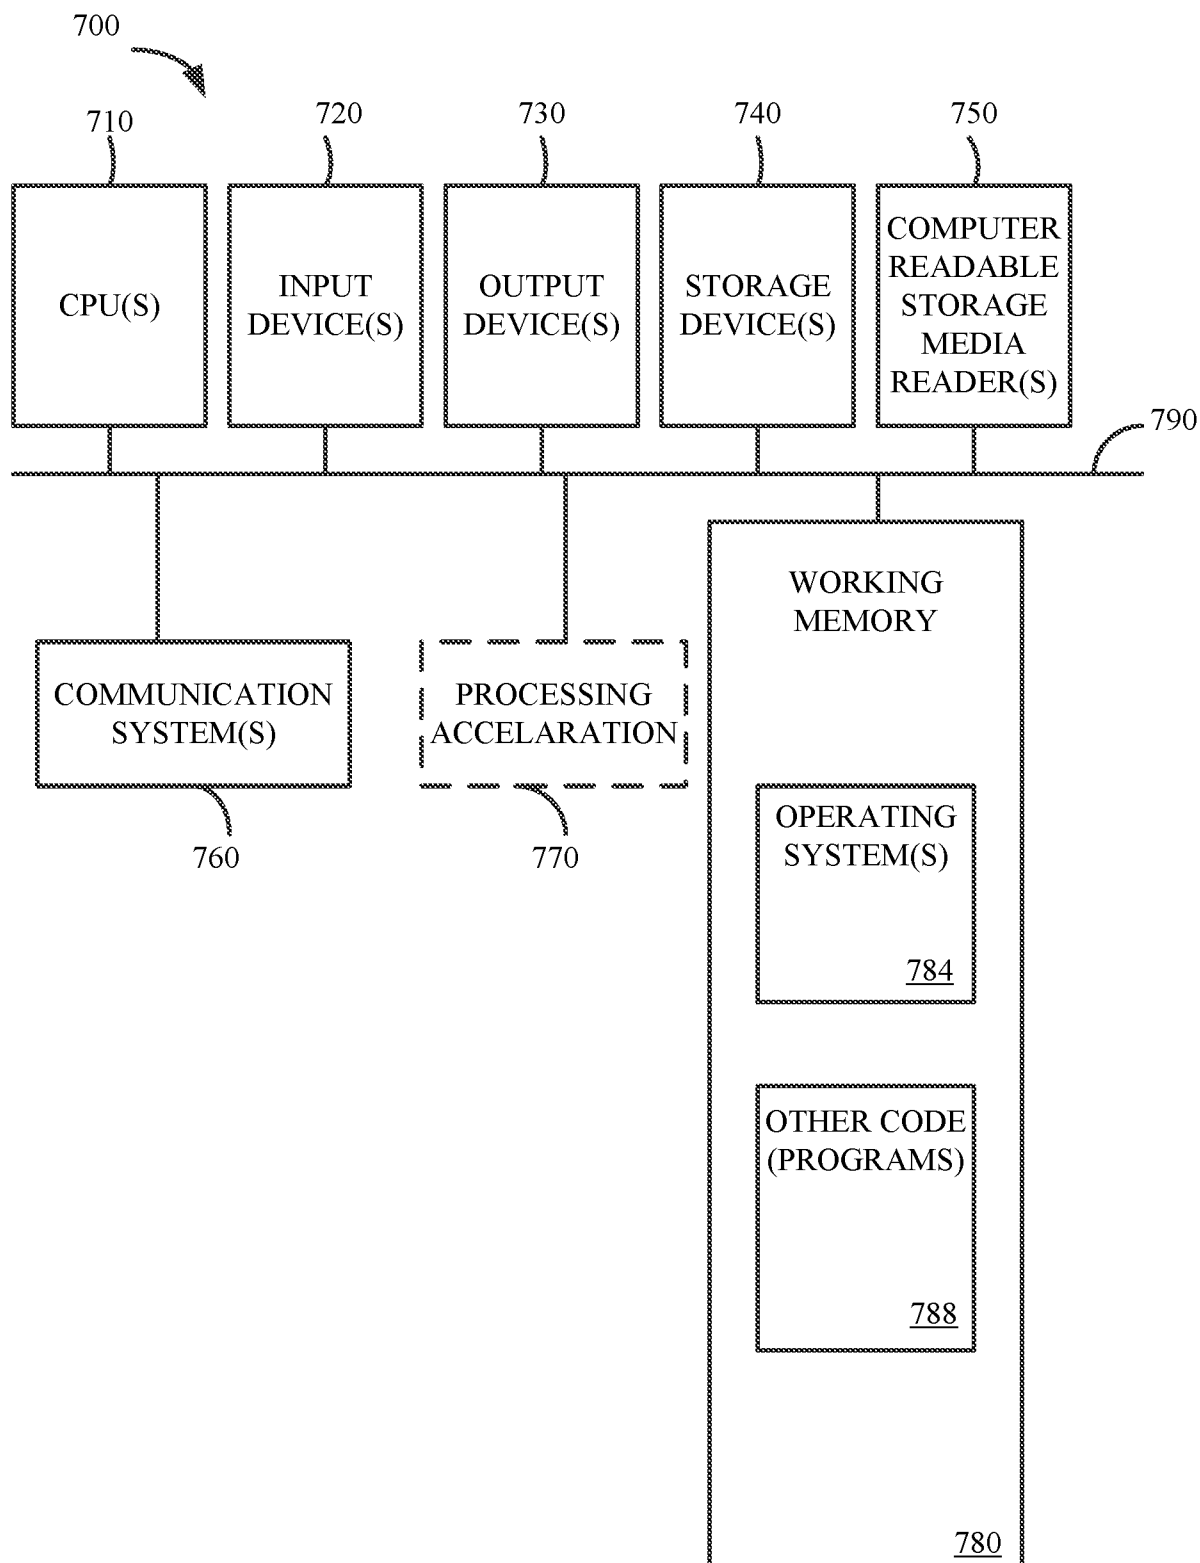 700
710
720
730
740
750
CPU(S)
INPUT
DEVICE(S)
OUTPUT
DEVICE(S)
STORAGE
DEVICE(S)
COMPUTER
READABLE
STORAGE
MEDIA
READER(S)
790
COMMUNICATION
SYSTEM(S)
760
PROCESSING
ACCELARATION
770
WORKING
MEMORY
OPERATING
SYSTEM(S)
784
OTHER CODE
(PROGRAMS)
788
780